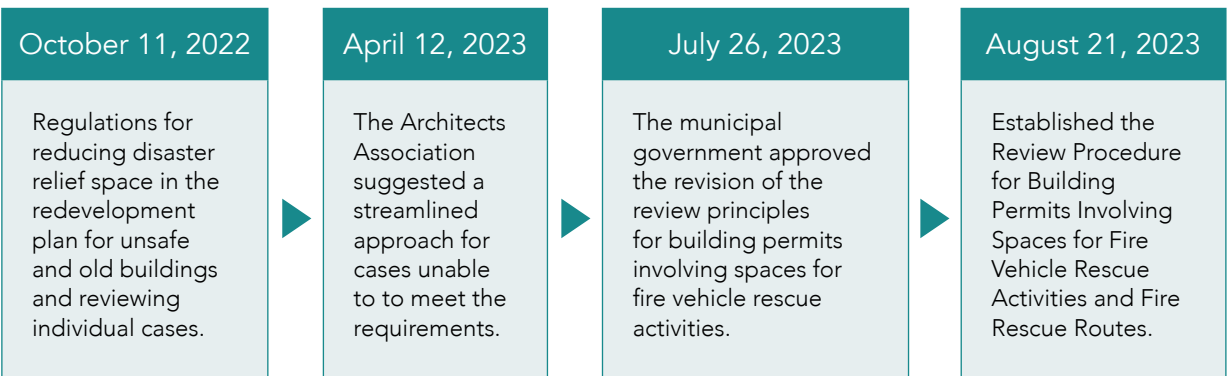 October 11, 2022
Regulations for
reducing disaster
relief space in the
redevelopment
plan for unsafe
and old buildings
and reviewing
individual cases.
April 12, 2023
The Architects
Association
suggested a
streamlined
approach for
cases unable
to to meet the
requirements.
July 26, 2023
The municipal
government approved
the revision of the
review principles
for building permits
involving spaces for
fire vehicle rescue
activities.
August 21, 2023
Established the
Review Procedure
for Building
Permits Involving
Spaces for Fire
Vehicle Rescue
Activities and Fire
Rescue Routes.